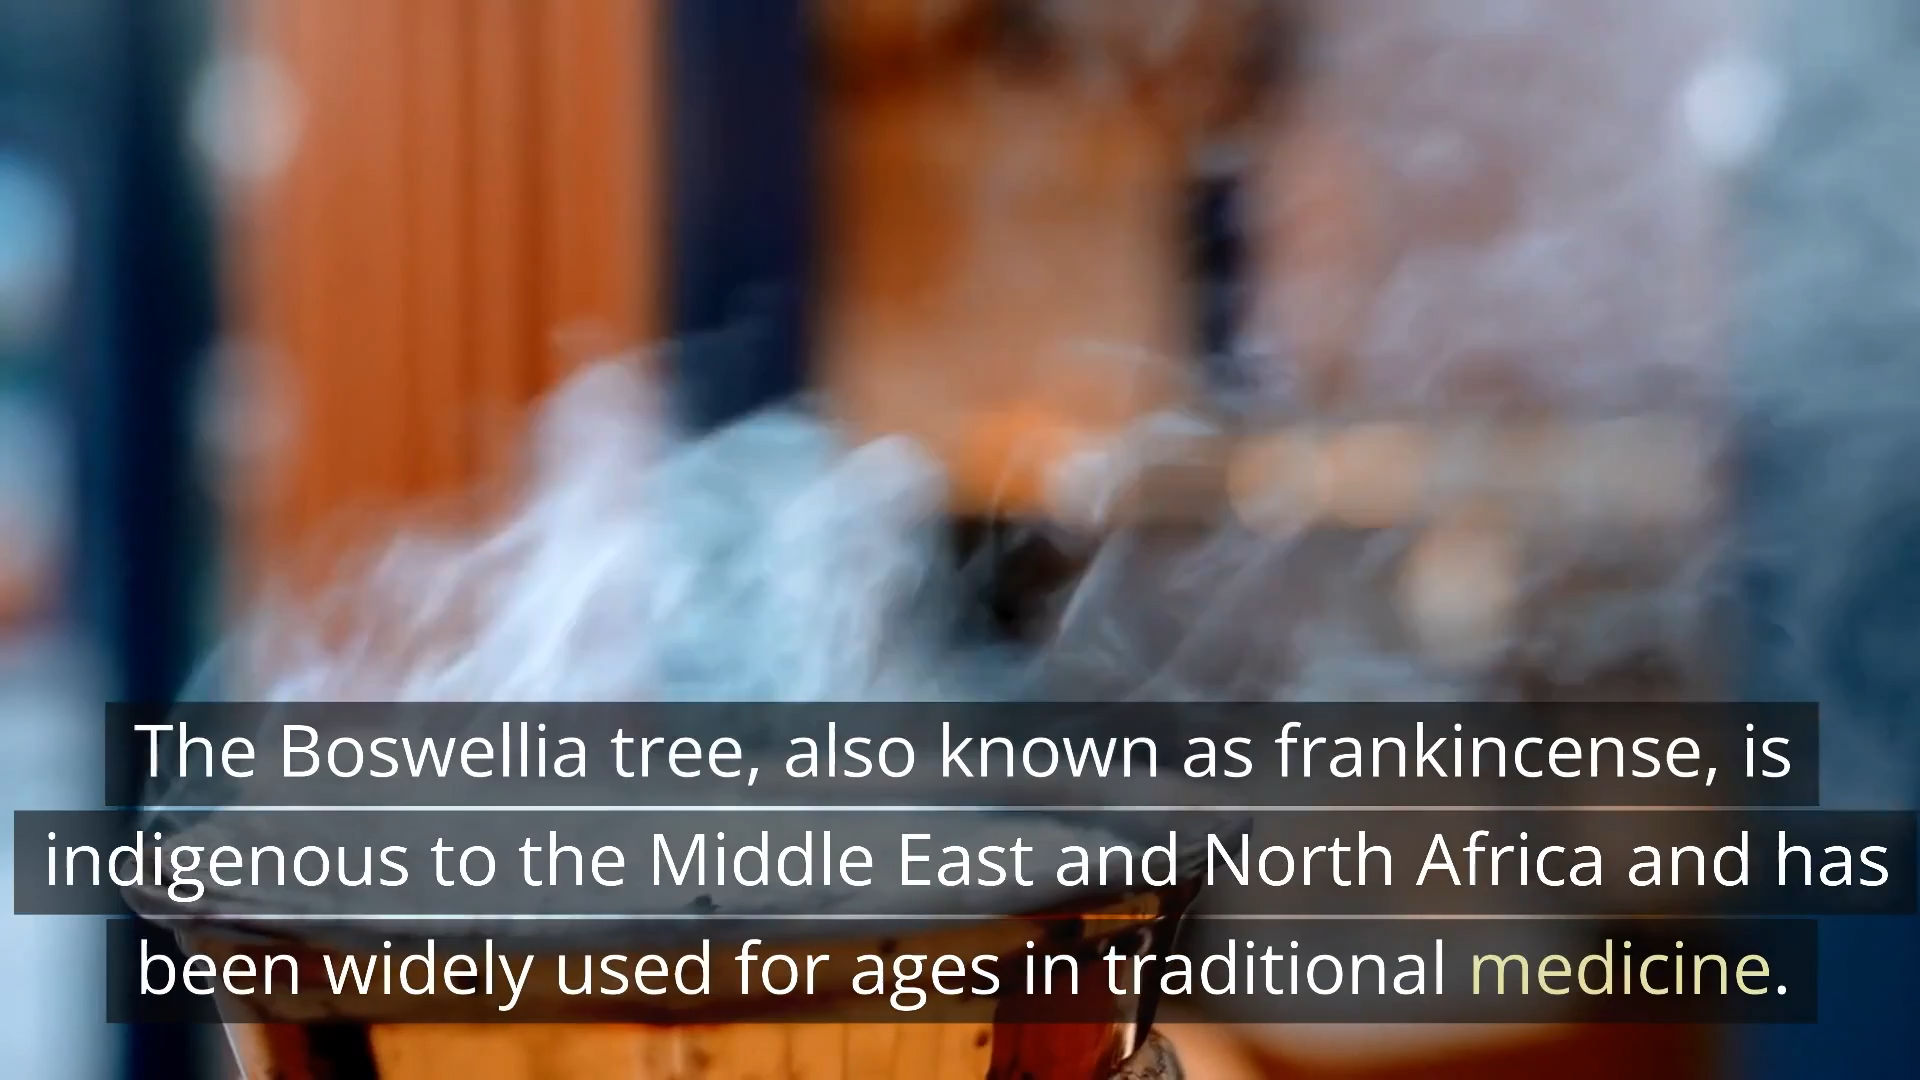 The Boswellia tree, also known as frankincense, is
indigenous to the Middle East and North Africa and has
been widely used for ages in traditional medicine.